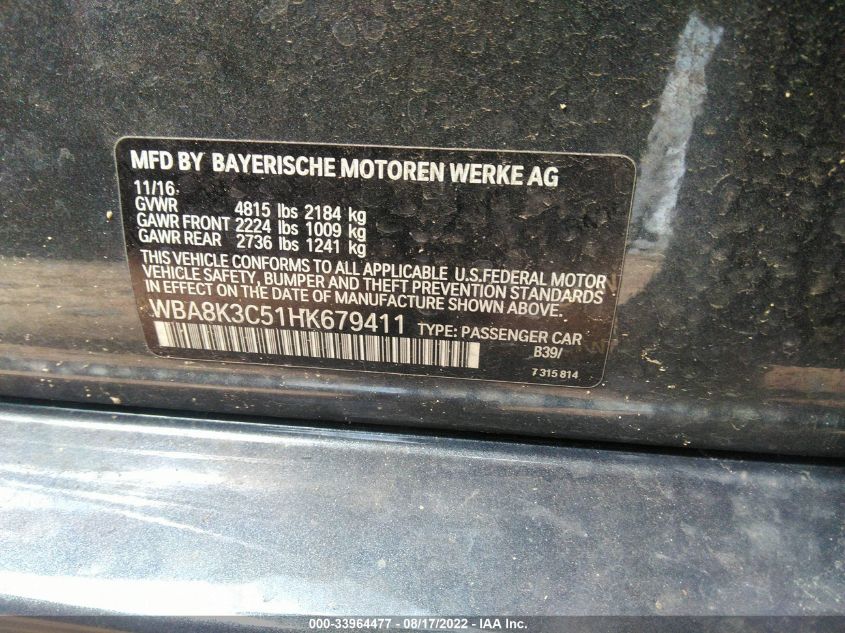 MFD BY BAYERISCHE MOTOREN WERKE AG
11/16
GVWR 4815 lbs 2184 kg
GAWR FRONT 2224 lbs 1009 kg
GAWR REAR 2736 lbs 1241 kg
THIS VEHICLE CONFORMS TO ALL APPLICABLE U.S.FEDERAL MOTOR
VEHICLE SAFETY, BUMPER AND THEFT PREVENTION STANDARDS
IN EFFECT ON THE DATE OF MANUFACTURE SHOWN ABOVE.
WBA8K3C51HK679411 TYPE: PASSENGER CAR
B39/
7 315 814
000-33964477 - 08/17/2022 - IAA Inc.